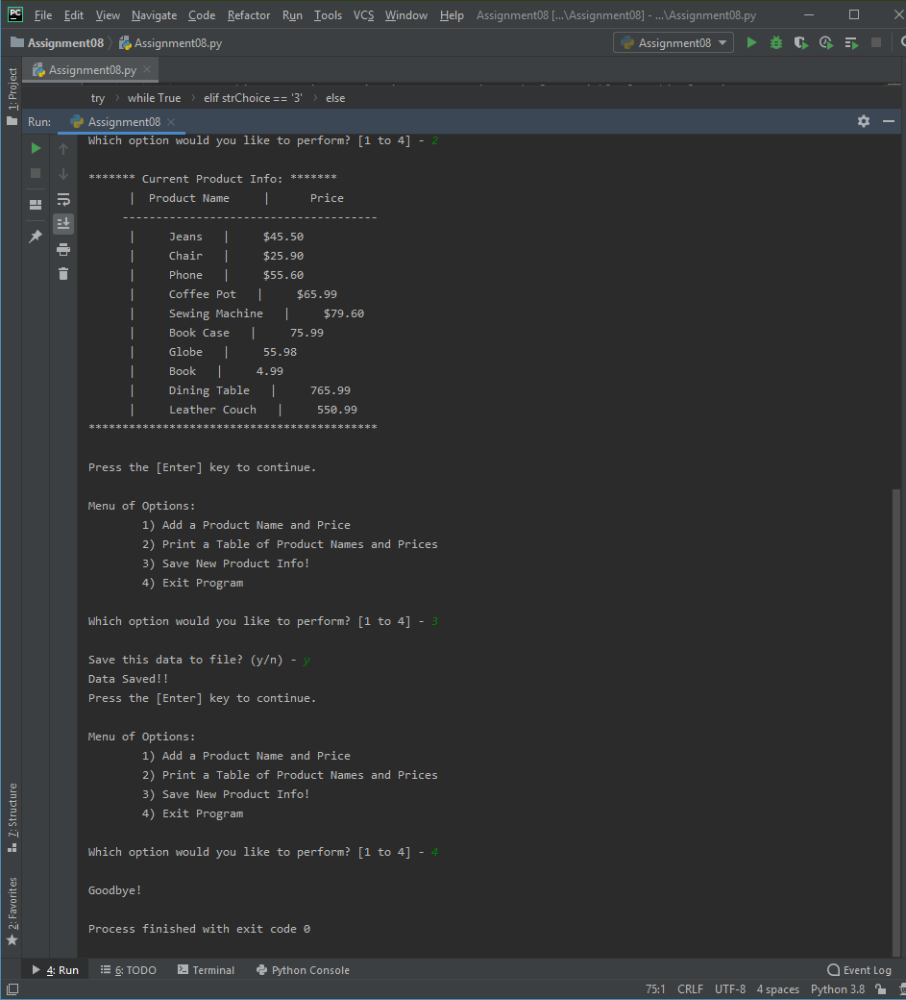 PC File Edit View Navigate Code Refactor Run Tools VCS Window Help Assignment08 [...\Assignment08] - ...\Assignment08.py
Assignment08 Assignment08.py Assignment08
1: Project
Assignment08.py
try while True elif strChoice == '3' else
Run: Assignment08
Which option would you like to perform? [1 to 4] - 2
******* Current Product Info: *******
| Product Name | Price
--------------------------------------
| Jeans | $45.50
| Chair | $25.90
| Phone | $55.60
| Coffee Pot | $65.99
| Sewing Machine | $79.60
| Book Case | 75.99
| Globe | 55.98
| Book | 4.99
| Dining Table | 765.99
| Leather Couch | 550.99
*******************************************
Press the [Enter] key to continue.
Menu of Options:
1) Add a Product Name and Price
2) Print a Table of Product Names and Prices
3) Save New Product Info!
4) Exit Program
Which option would you like to perform? [1 to 4] - 3
Save this data to file? (y/n) - y
Data Saved!!
Press the [Enter] key to continue.
Menu of Options:
1) Add a Product Name and Price
2) Print a Table of Product Names and Prices
3) Save New Product Info!
4) Exit Program
Which option would you like to perform? [1 to 4] - 4
Goodbye!
Process finished with exit code 0
7: Structure
2: Favorites
4: Run 6: TODO Terminal Python Console Event Log
75:1 CRLF UTF-8 4 spaces Python 3.8